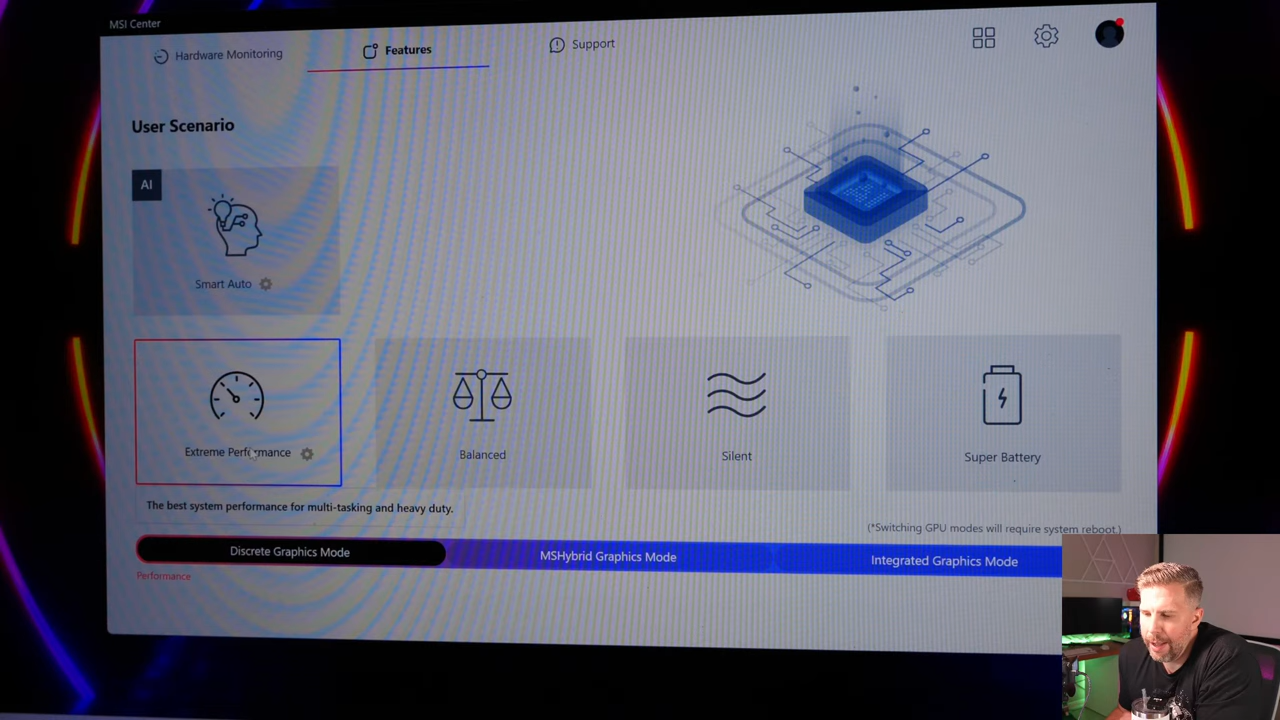 MSI Center
Hardware Monitoring
Features
Support
User Scenario
AI
Smart Auto
Extreme Performance
Balanced
Silent
Super Battery
The best system performance for multi-tasking and heavy duty.
(*Switching GPU modes will require system reboot.)
Discrete Graphics Mode
MSHybrid Graphics Mode
Integrated Graphics Mode
Performance